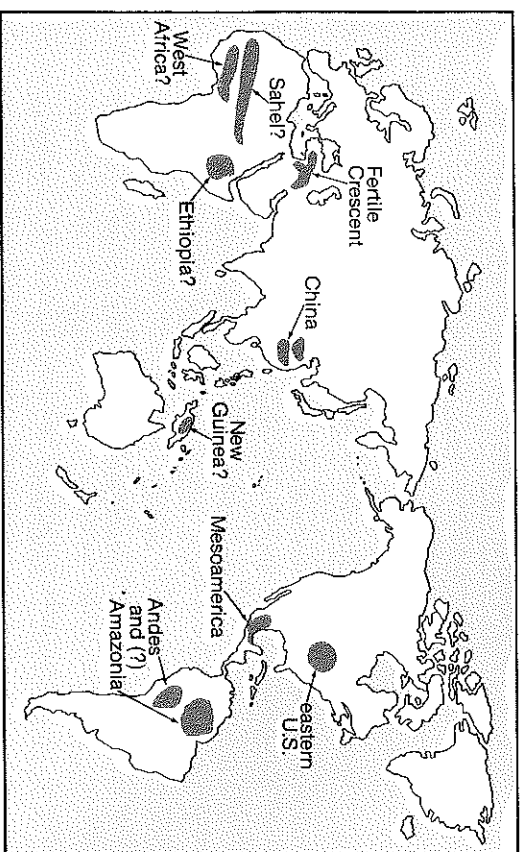 West
Africa?
Sahel?
Ethiopia?
Fertile
Crescent
China
New
Guinea?
Mesoamerica
Andes
and (?)
Amazonia
eastern
U.S.